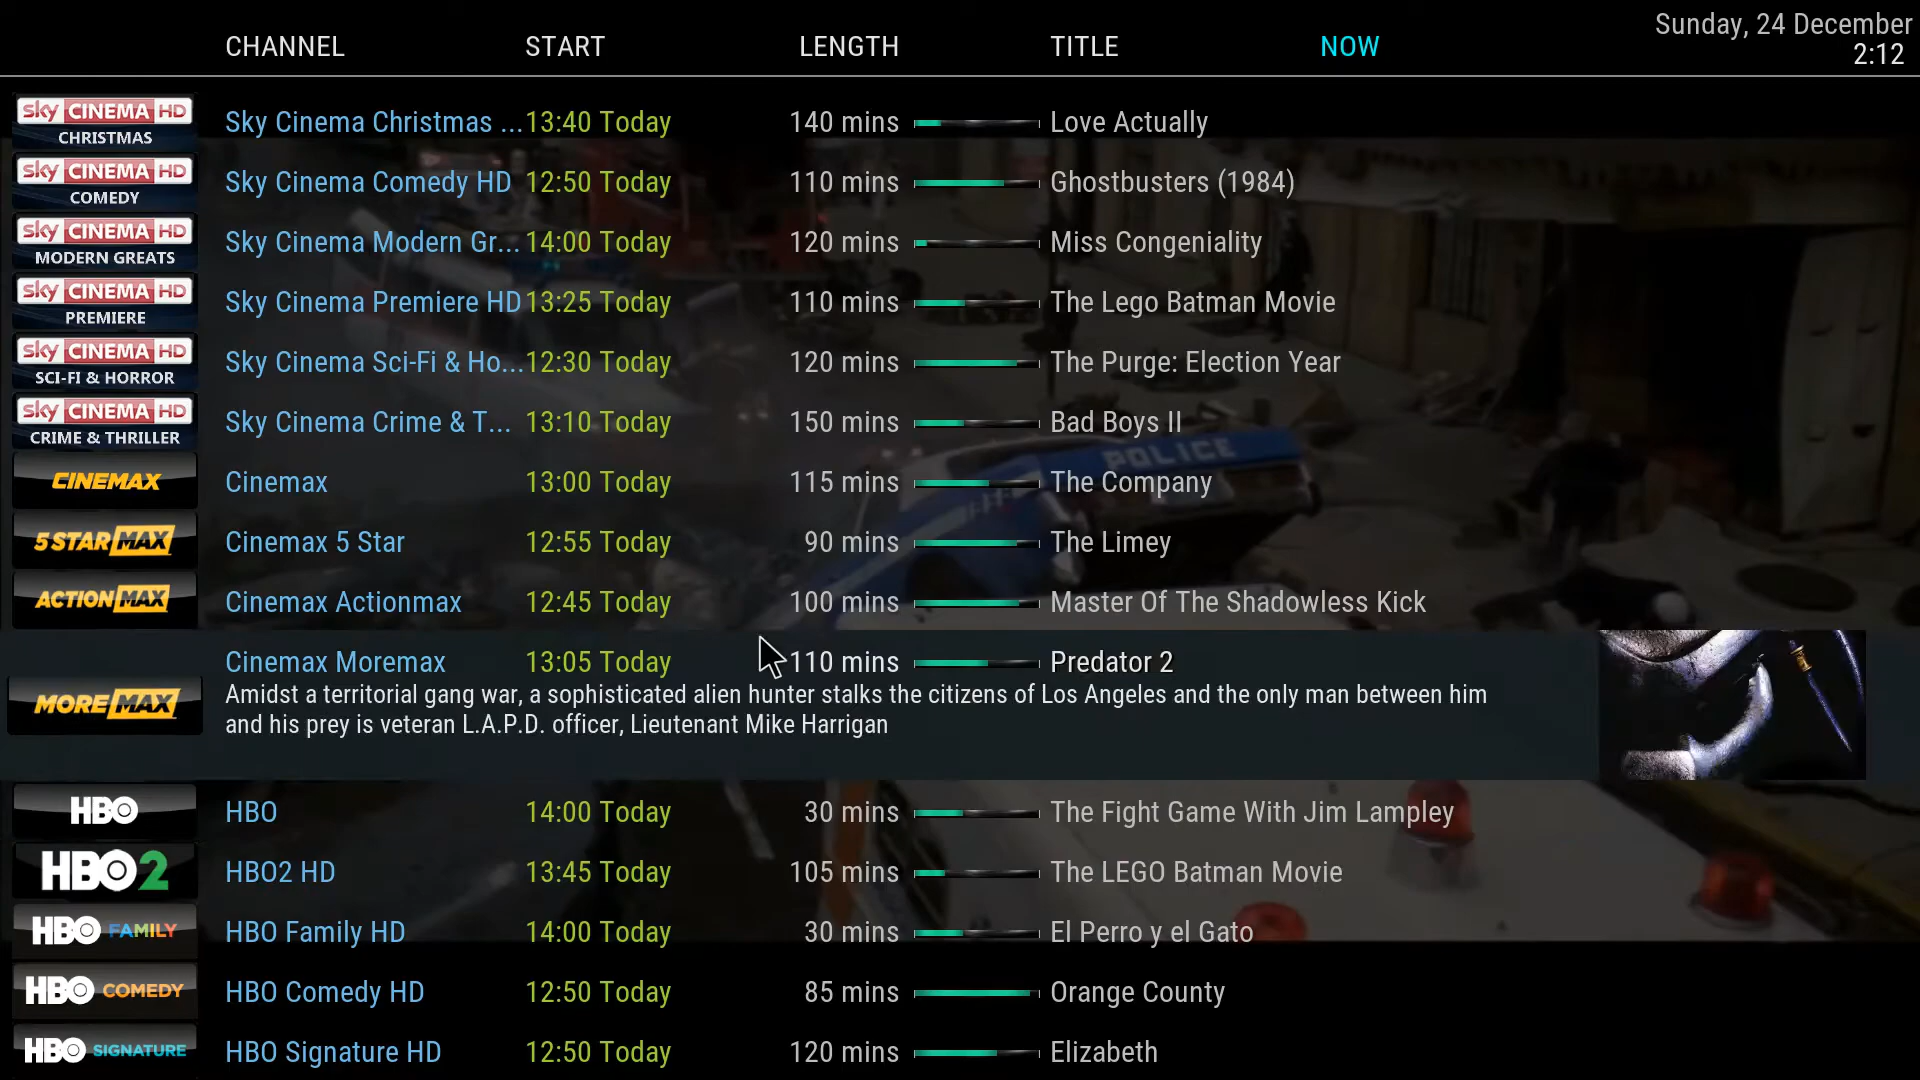 CHANNEL START LENGTH TITLE NOW Sunday, 24 December
2:12
sky CINEMA HD CHRISTMAS Sky Cinema Christmas ... 13:40 Today 140 mins Love Actually
sky CINEMA HD COMEDY Sky Cinema Comedy HD 12:50 Today 110 mins Ghostbusters (1984)
sky CINEMA HD MODERN GREATS Sky Cinema Modern Gr... 14:00 Today 120 mins Miss Congeniality
sky CINEMA HD PREMIERE Sky Cinema Premiere HD 13:25 Today 110 mins The Lego Batman Movie
sky CINEMA HD SCI-FI & HORROR Sky Cinema Sci-Fi & Ho... 12:30 Today 120 mins The Purge: Election Year
sky CINEMA HD CRIME & THRILLER Sky Cinema Crime & T... 13:10 Today 150 mins Bad Boys II
POLICE
CINEMAX Cinemax 13:00 Today 115 mins The Company
5STARMAX Cinemax 5 Star 12:55 Today 90 mins The Limey
ACTIONMAX Cinemax Actionmax 12:45 Today 100 mins Master Of The Shadowless Kick
Cinemax Moremax 13:05 Today 110 mins Predator 2
MOREMAX Amidst a territorial gang war, a sophisticated alien hunter stalks the citizens of Los Angeles and the only man between him
and his prey is veteran L.A.P.D. officer, Lieutenant Mike Harrigan
HBO HBO 14:00 Today 30 mins The Fight Game With Jim Lampley
HBO2 HBO2 HD 13:45 Today 105 mins The LEGO Batman Movie
HBO FAMILY HBO Family HD 14:00 Today 30 mins El Perro y el Gato
HBO COMEDY HBO Comedy HD 12:50 Today 85 mins Orange County
HBO SIGNATURE HBO Signature HD 12:50 Today 120 mins Elizabeth